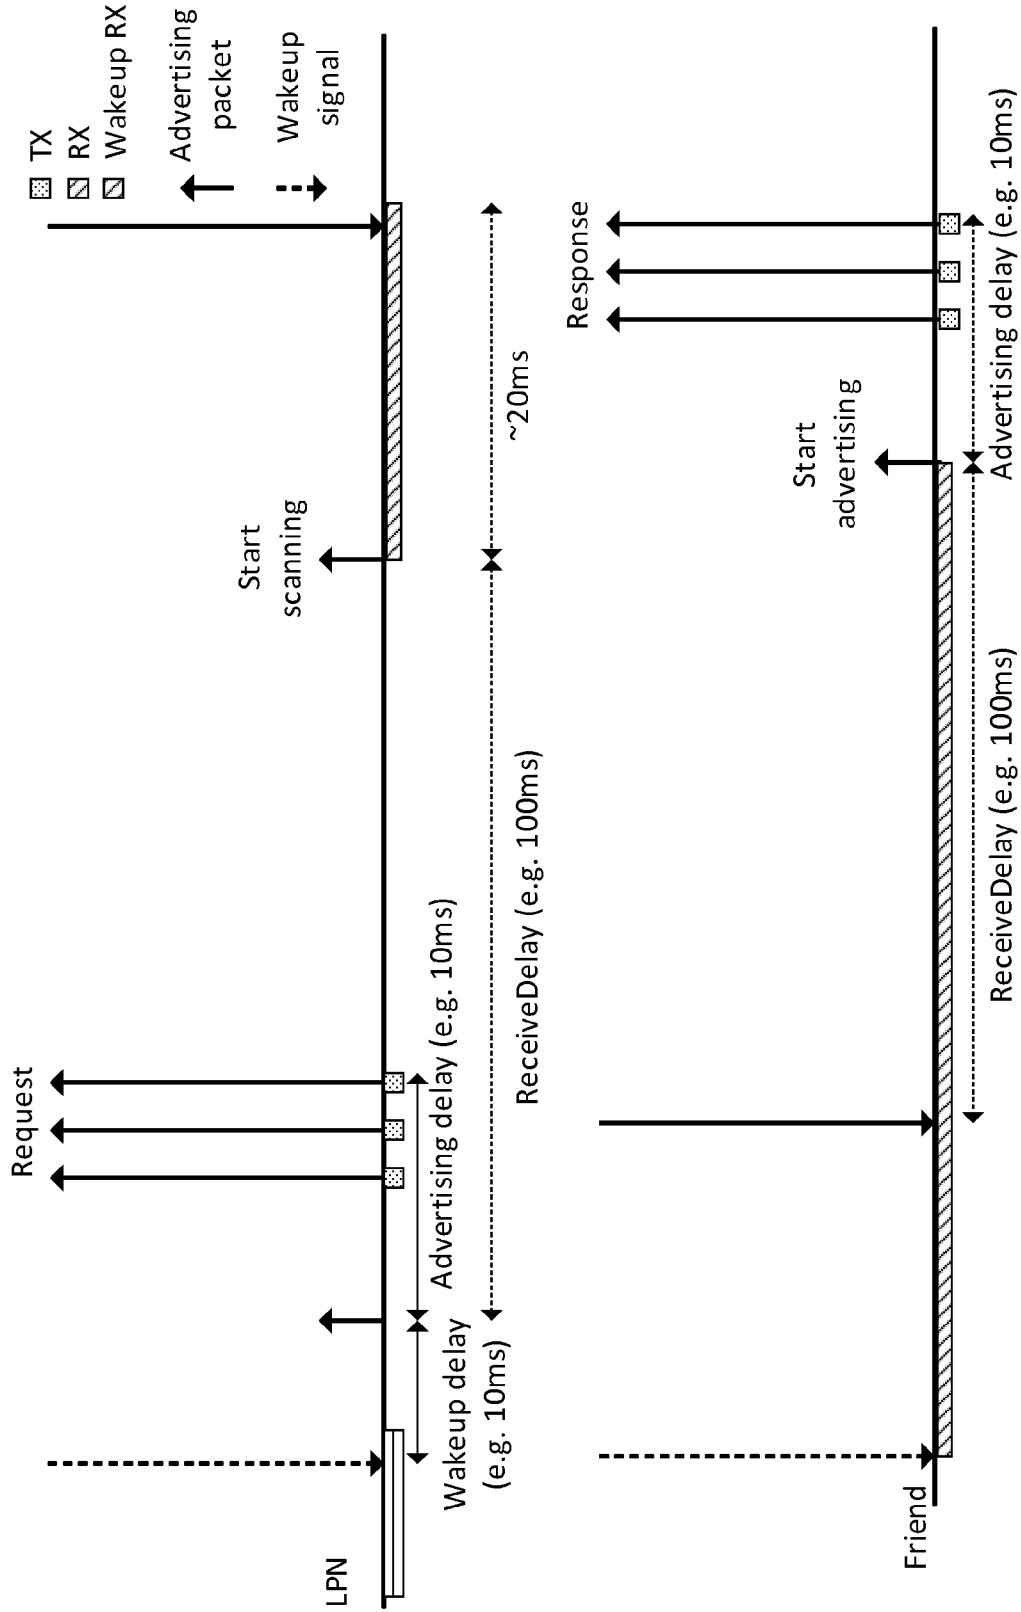 TX
RX
Wakeup RX
Advertising
packet
Wakeup
signal
Request
Start
scanning
LPN
Wakeup delay
(e.g. 10ms)
Advertising delay (e.g. 10ms)
ReceiveDelay (e.g. 100ms)
~20ms
Response
Start
advertising
Friend
ReceiveDelay (e.g. 100ms)
Advertising delay (e.g. 10ms)